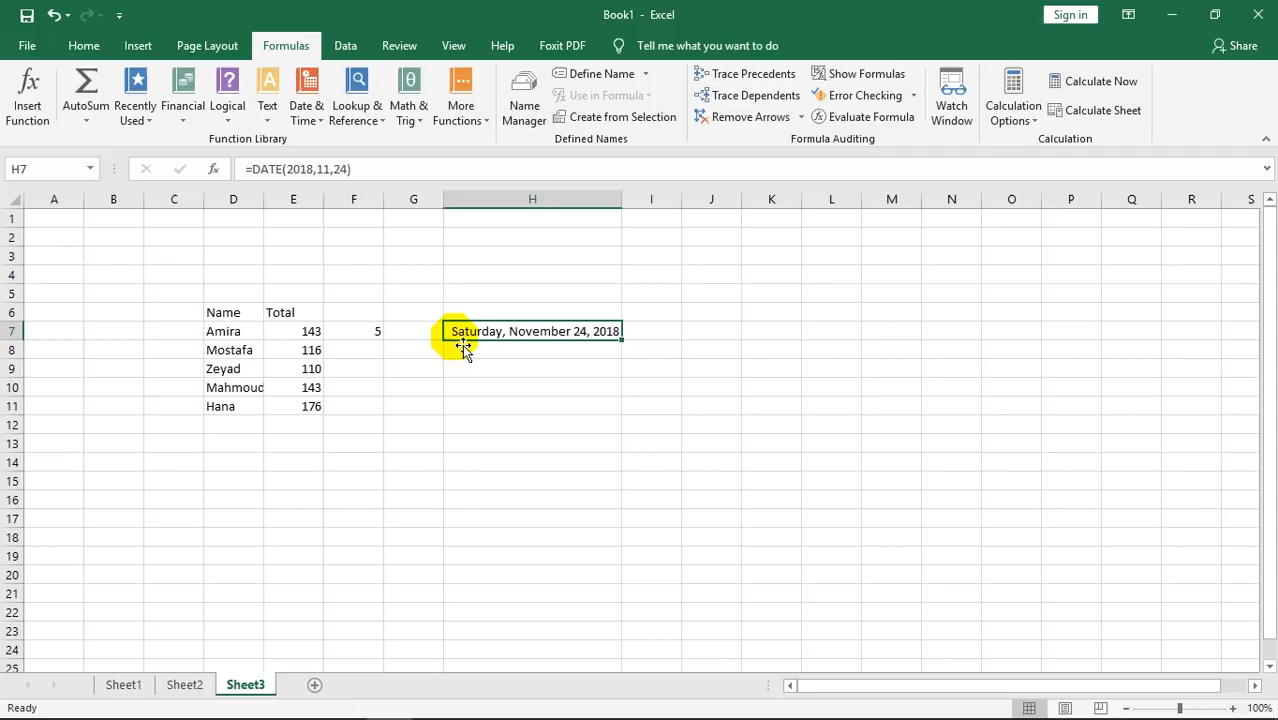 Book1 - Excel
Sign in
File Home Insert Page Layout Formulas Data Review View Help Foxit PDF Tell me what you want to do Share
Insert Function
AutoSum
Recently Used
Financial
Logical
Text
Date & Time
Lookup & Reference
Math & Trig
More Functions
Function Library
Name Manager
Define Name
Use in Formula
Create from Selection
Defined Names
Trace Precedents
Trace Dependents
Remove Arrows
Show Formulas
Error Checking
Evaluate Formula
Formula Auditing
Watch Window
Calculation Options
Calculate Now
Calculate Sheet
Calculation
H7 fx =DATE(2018,11,24)
A B C D E F G H I J K L M N O P Q R S
1
2
3
4
5
6 Name Total
7 Amira 143 5 Saturday, November 24, 2018
8 Mostafa 116
9 Zeyad 110
10 Mahmoud 143
11 Hana 176
12
13
14
15
16
17
18
19
20
21
22
23
24
25
Sheet1 Sheet2 Sheet3
Ready 100%